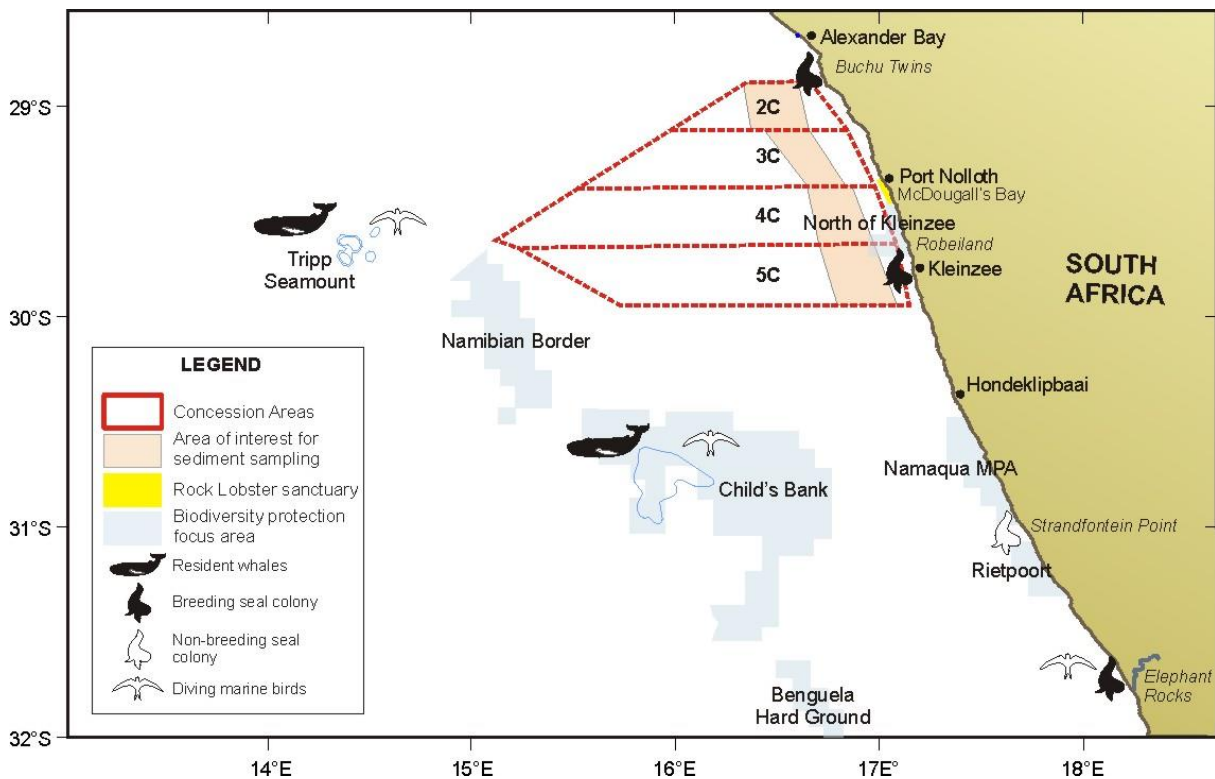 Alexander Bay
Buchu Twins
29°S
2C
3C
Port Nolloth
McDougall's Bay
4C
North of Kleinzee
Robeiland
Tripp
Seamount
5C
Kleinzee
SOUTH
AFRICA
30°S
Namibian Border
LEGEND
Concession Areas
Area of interest for
sediment sampling
Rock Lobster sanctuary
Biodiversity protection
focus area
Resident whales
Breeding seal colony
Non-breeding seal
colony
Diving marine birds
Hondeklipbaai
Namaqua MPA
Child's Bank
31°S
Strandfontein Point
Rietpoort
Elephant
Rocks
Benguela
Hard Ground
32°S
14°E
15°E
16°E
17°E
18°E